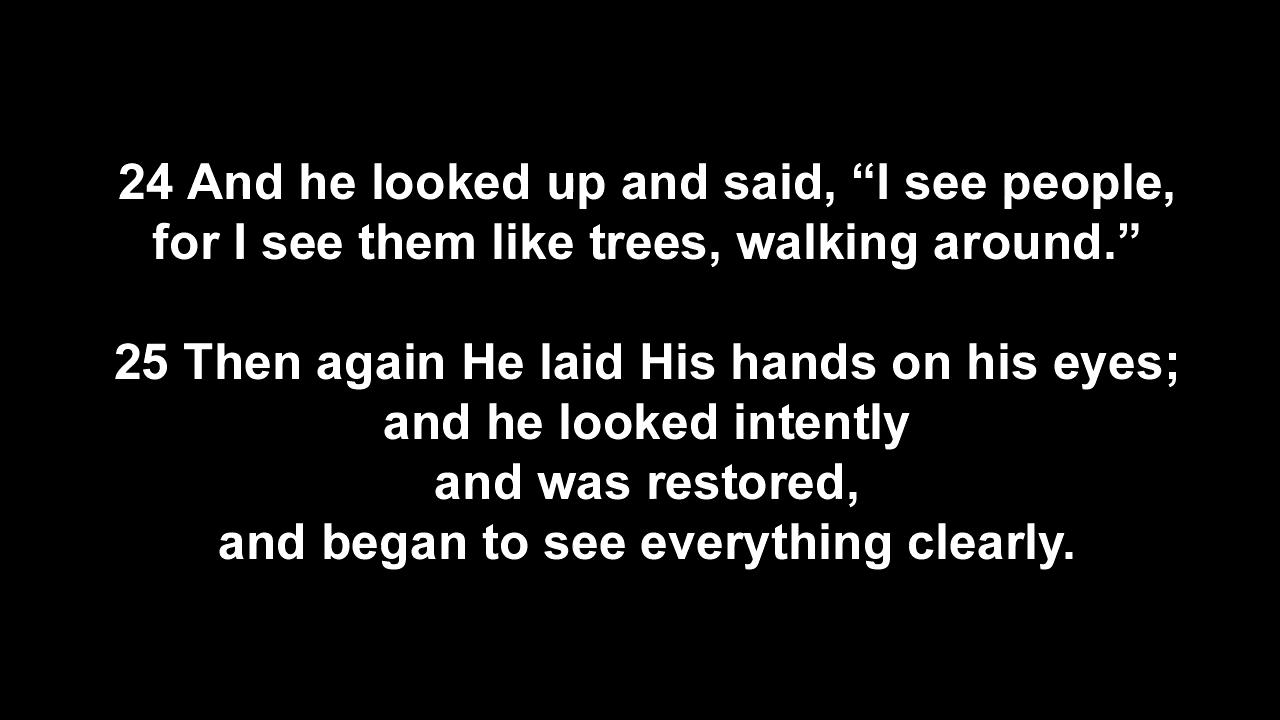 24 And he looked up and said, “I see people,
for I see them like trees, walking around.”
25 Then again He laid His hands on his eyes;
and he looked intently
and was restored,
and began to see everything clearly.